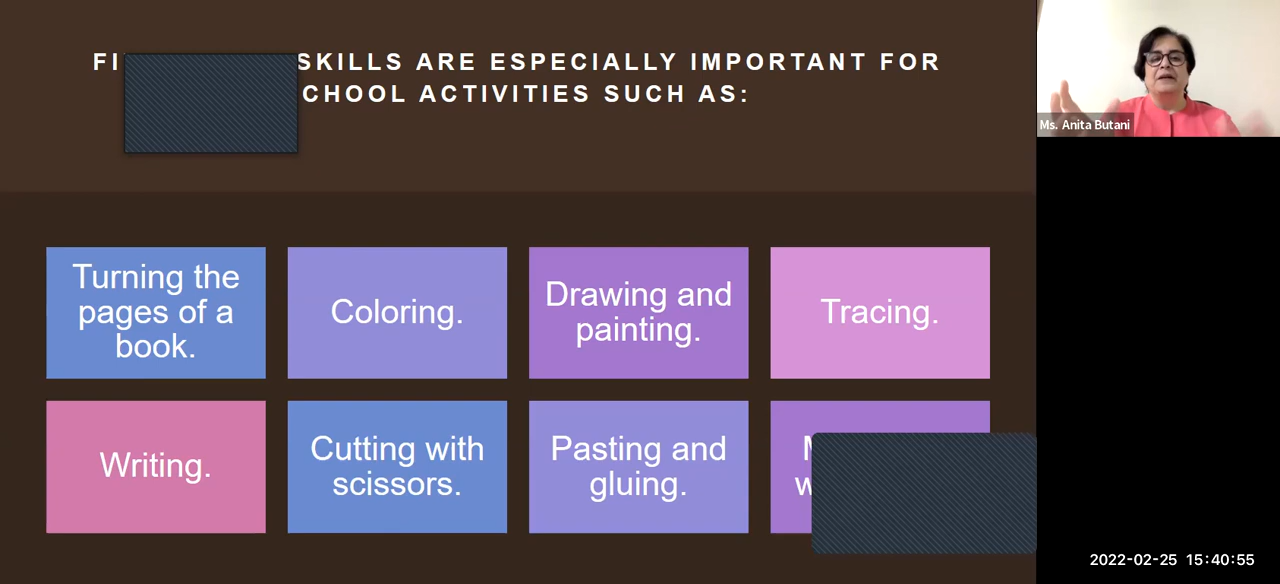 SKILLS ARE ESPECIALLY IMPORTANT FOR
ACTIVITIES SUCH AS:
Turning the
pages of a
book.
Coloring.
Drawing and
painting.
Tracing.
Writing.
Cutting with
scissors.
Pasting and
gluing.
Ms. Anita Butani
2022-02-25 15:40:55